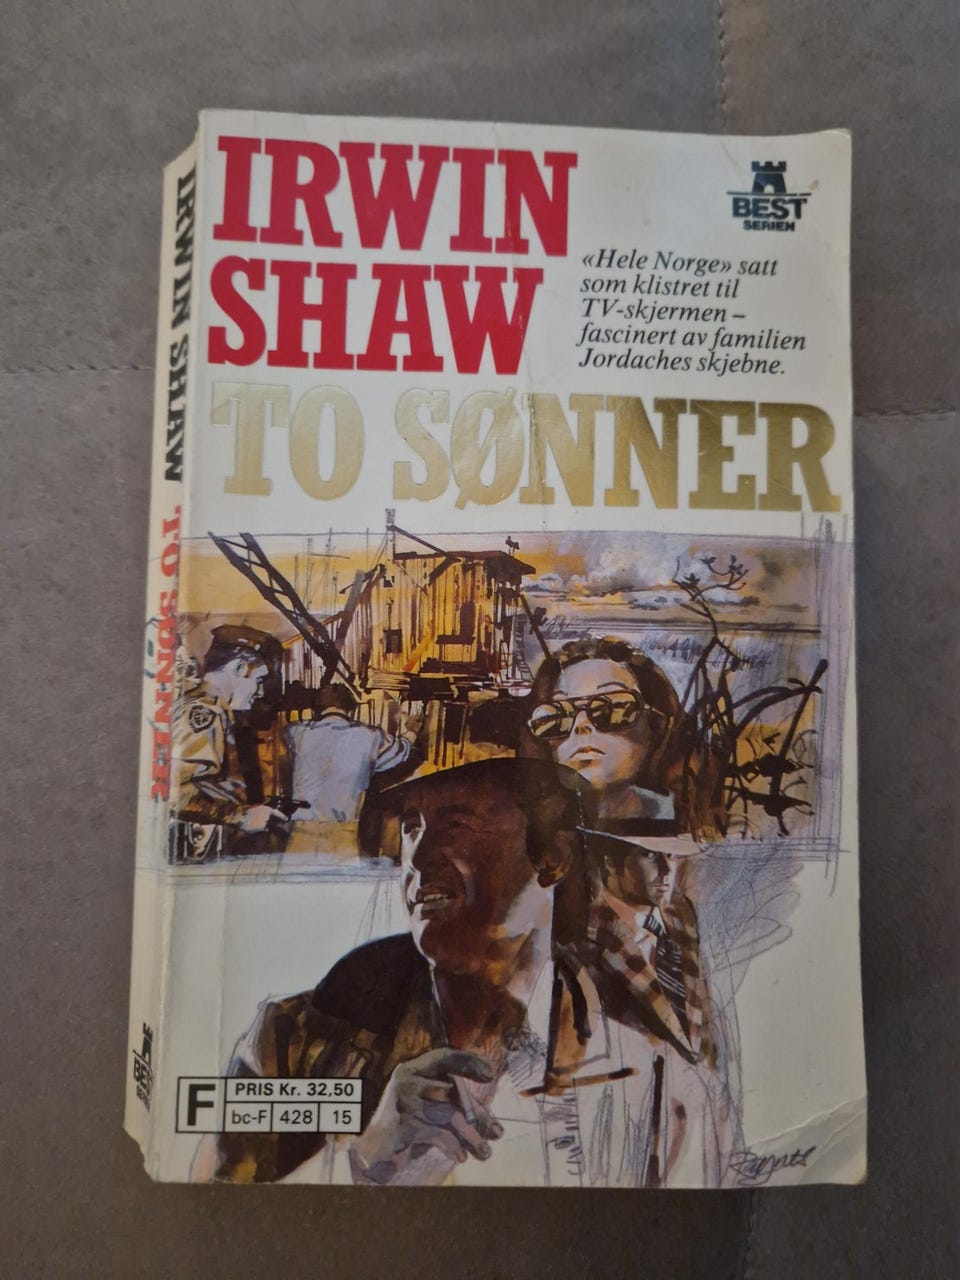 IRWIN
SHAW
BEST
SERIEN
«Hele Norge» satt
som klistret til
TV-skjermen –
fascinert av familien
Jordaches skjebne.
TO SØNNER
F
PRIS Kr. 32,50
bc-F 428 15
IRWIN SHAW TO SØNNER
BEST